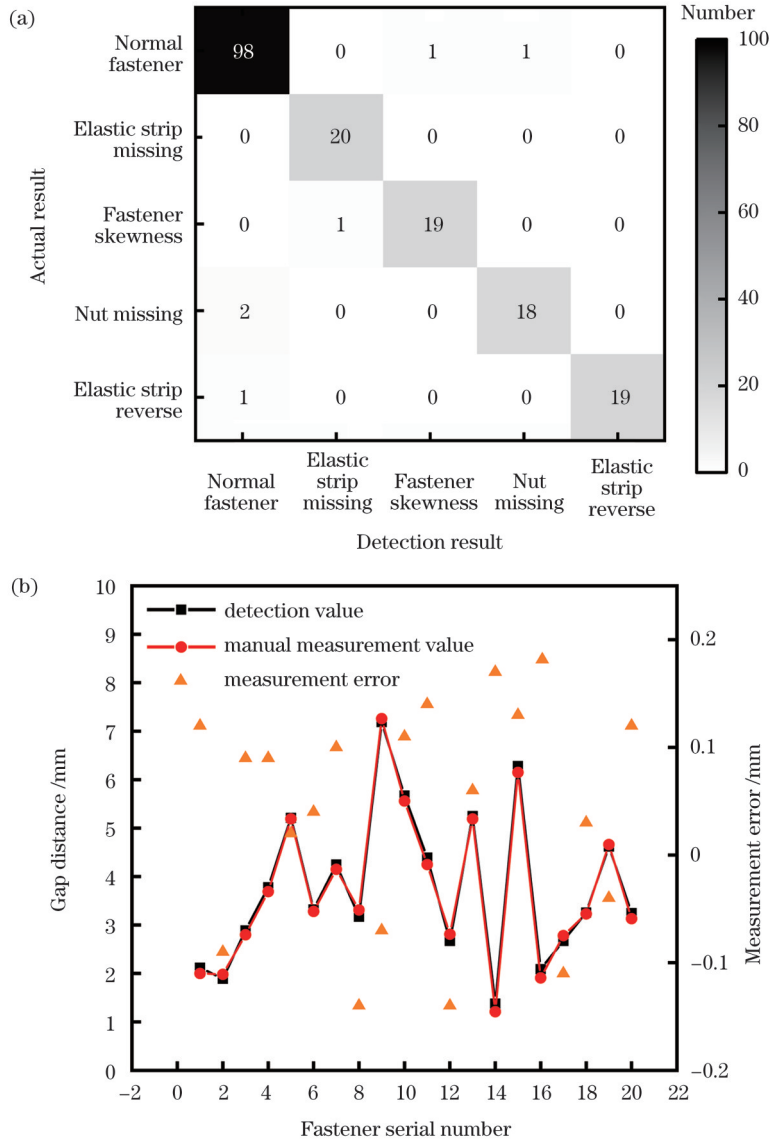 (a)
Number
Normal
fastener
98 0 1 1 0
Elastic strip
missing
0 20 0 0 0
Fastener
skewness
0 1 19 0 0
Nut missing
2 0 0 18 0
Elastic strip
reverse
1 0 0 0 19
Actual result
Normal
fastener
Elastic
strip
missing
Fastener
skewness
Nut
missing
Elastic
strip
reverse
Detection result
100
80
60
40
20
0
(b)
detection value
manual measurement value
measurement error
10
9
8
7
6
5
4
3
2
1
0
Gap distance /mm
0.2
0.1
0
−0.1
−0.2
Measurement error /mm
−2 0 2 4 6 8 10 12 14 16 18 20 22
Fastener serial number